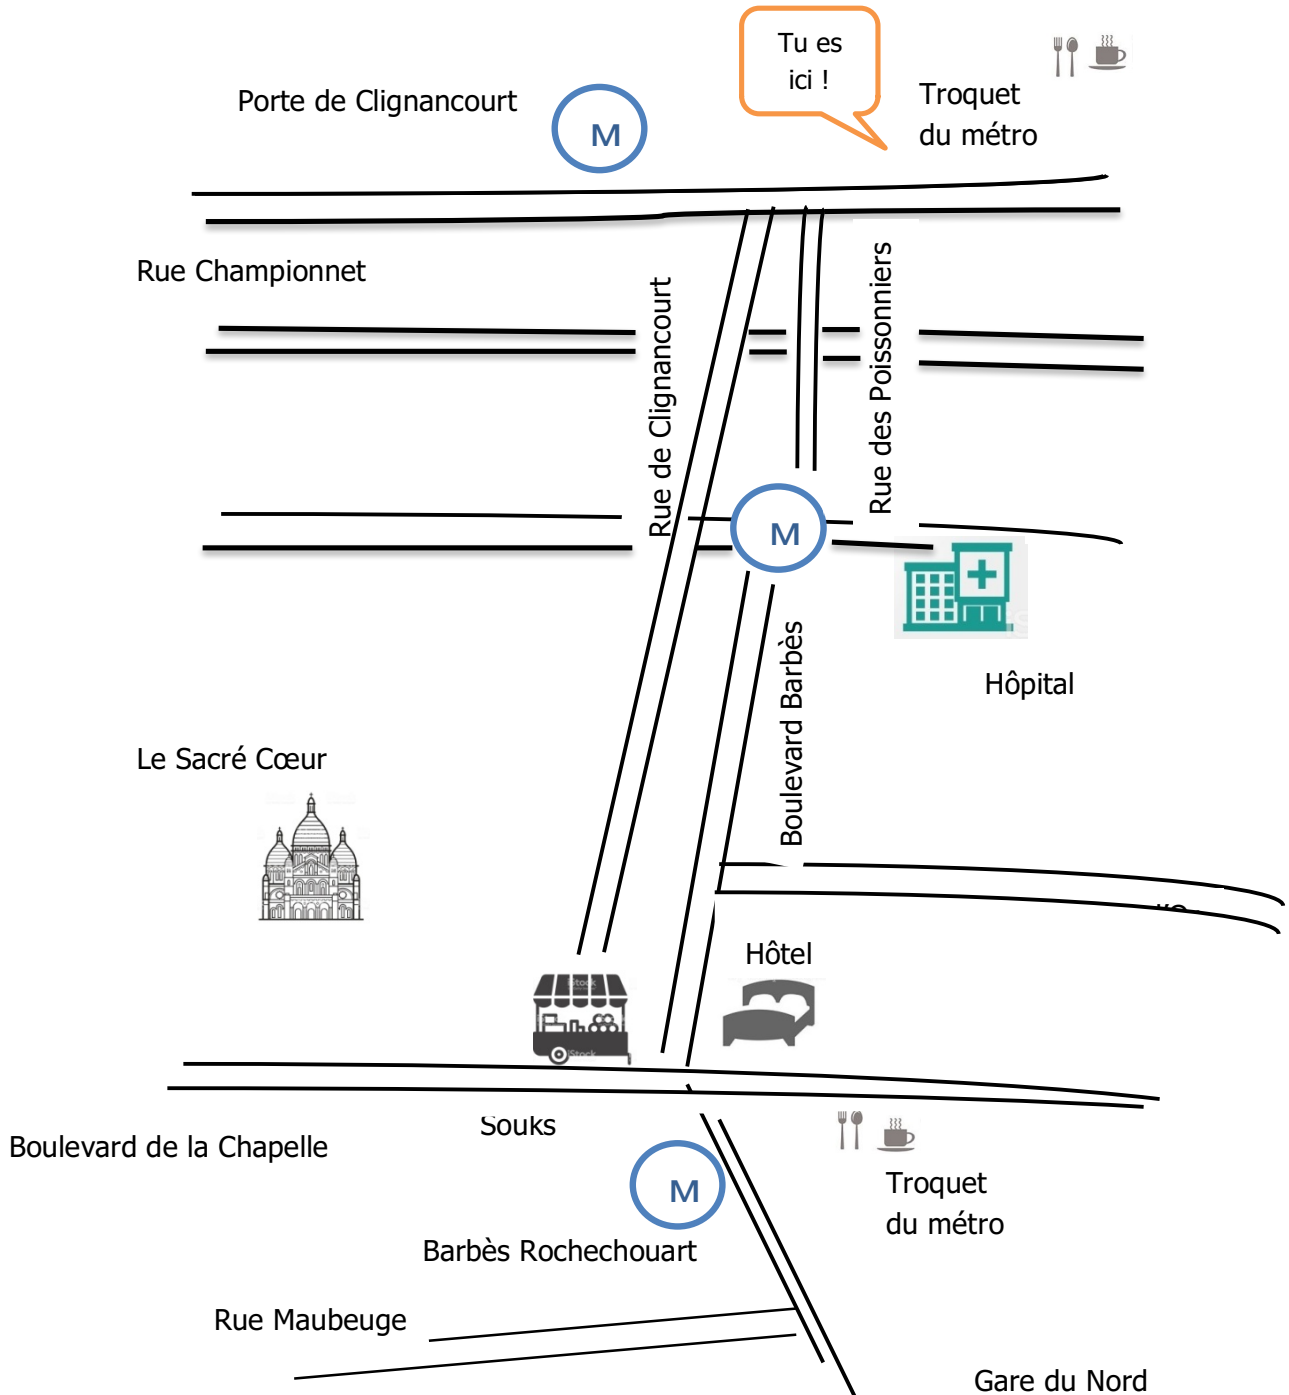 Tu es
ici !
Porte de Clignancourt
M
Troquet
du métro
Rue Championnet
Rue de Clignancourt
Rue des Poissonniers
M
Hôpital
Boulevard Barbès
Le Sacré Cœur
Hôtel
iStock
iStock
Souks
Boulevard de la Chapelle
M
Troquet
du métro
Barbès Rochechouart
Rue Maubeuge
Gare du Nord